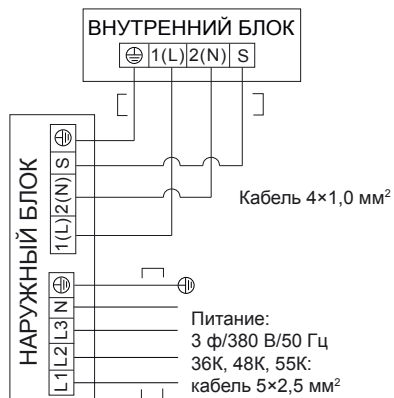 ВНУТРЕННИЙ БЛОК
1(L) 2(N) S
НАРУЖНЫЙ БЛОК
S
2(N)
1(L)
Кабель 4×1,0 мм²
N
L3
L2
L1
Питание:
3 ф/380 В/50 Гц
36К, 48К, 55К:
кабель 5×2,5 мм²